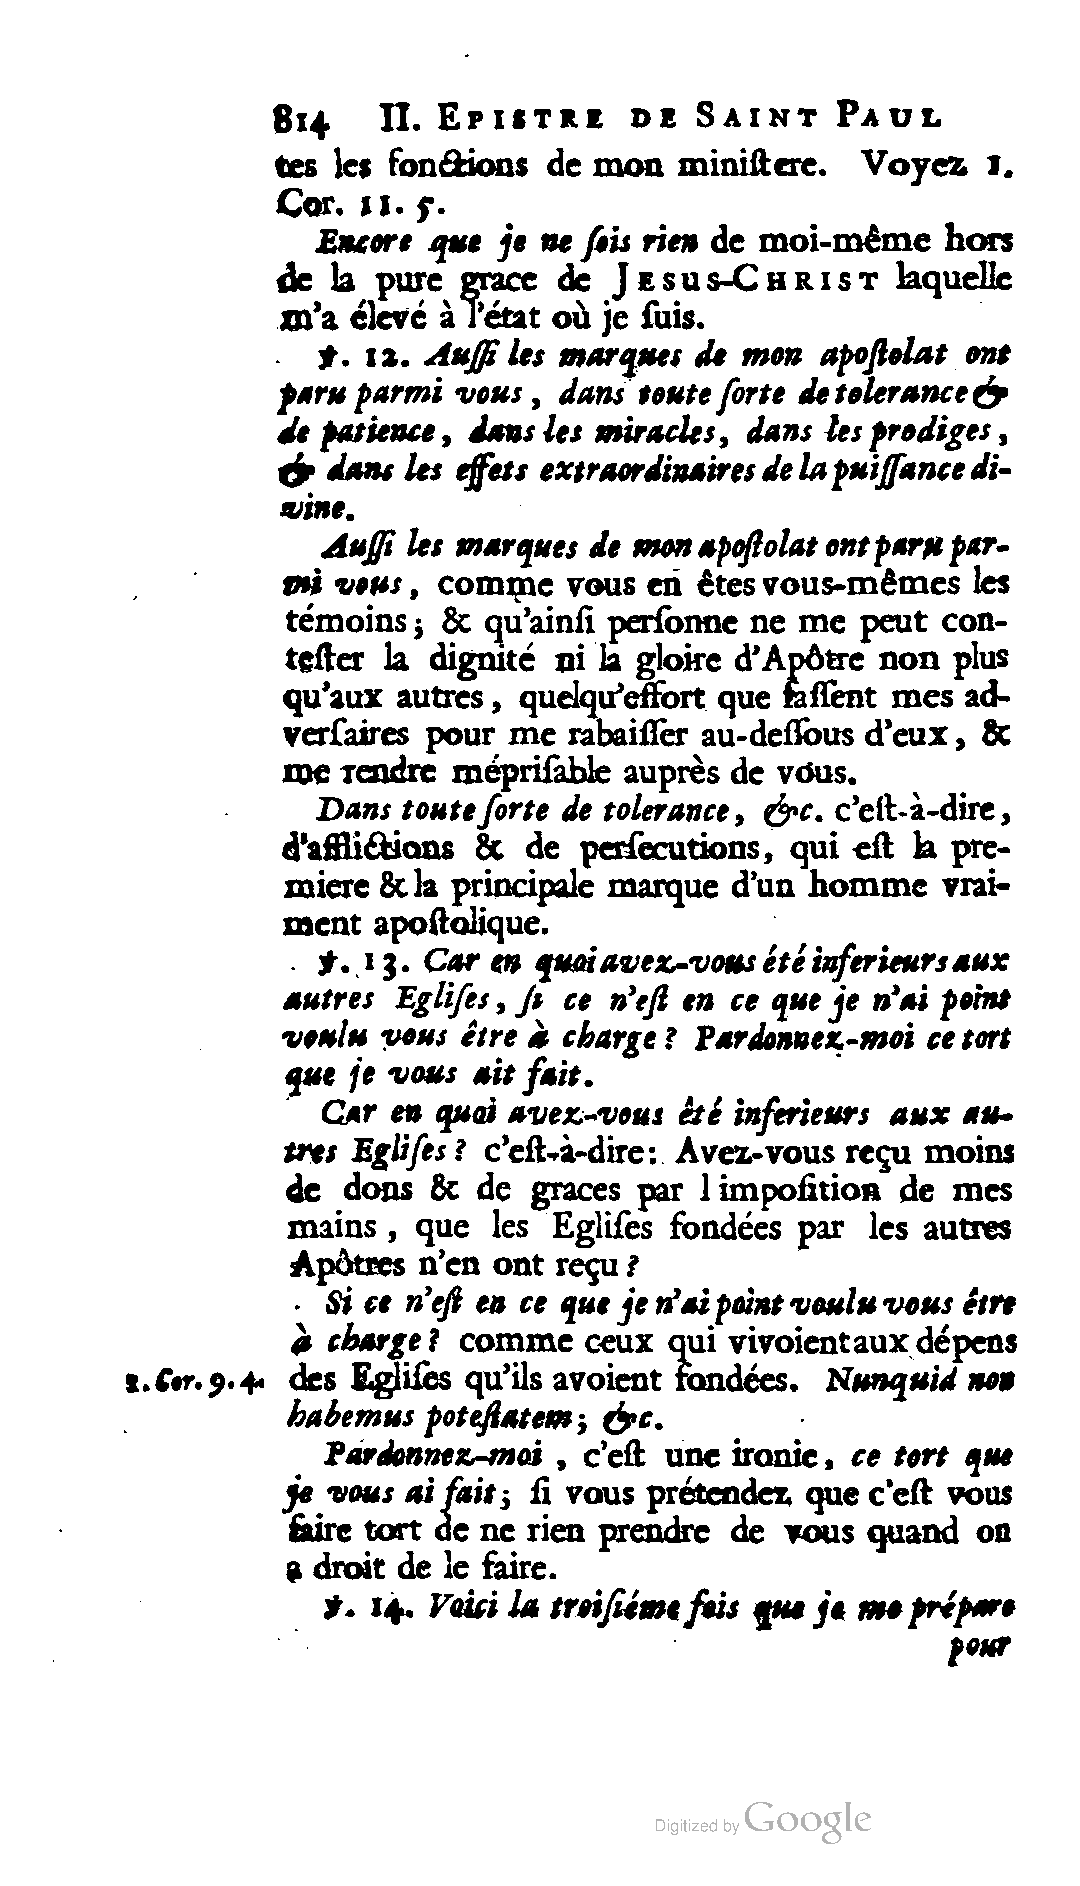 814 II. EPISTRE DE SAINT PAUL
tes les fonctions de mon miniſtere. Voyez 1.
Cor. 11. 5.
Encore que je ne ſois rien de moi-même hors
de la pure grace de JESUS-CHRIST laquelle
m'a élevé à l'état où je ſuis.
℣. 12. Auſſi les marques de mon apoſtolat ont
paru parmi vous, dans toute ſorte de tolerance &
de patience, dans les miracles, dans les prodiges,
& dans les effets extraordinaires de la puiſſance di-
vine.
Auſſi les marques de mon apoſtolat ont paru par-
mi vous, comme vous en êtes vous-mêmes les
témoins; & qu'ainſi perſonne ne me peut con-
teſter la dignité ni la gloire d'Apôtre non plus
qu'aux autres, quelqu'effort que faſſent mes ad-
verſaires pour me rabaiſſer au-deſſous d'eux, &
me rendre mépriſable auprès de vous.
Dans toute ſorte de tolerance, &c. c'eſt-à-dire,
d'afflictions & de perſecutions, qui eſt la pre-
miere & la principale marque d'un homme vrai-
ment apoſtolique.
℣. 13. Car en quoi avez-vous été inferieurs aux
autres Egliſes, ſi ce n'eſt en ce que je n'ai point
voulu vous être à charge? Pardonnez-moi ce tort
que je vous ait fait.
Car en quoi avez-vous été inferieurs aux au-
tres Egliſes? c'eſt-à-dire: Avez-vous reçu moins
de dons & de graces par l impoſition de mes
mains, que les Egliſes fondées par les autres
Apôtres n'en ont reçu?
Si ce n'eſt en ce que je n'ai point voulu vous être
à charge? comme ceux qui vivoient aux dépens
1. Cor. 9. 4. des Egliſes qu'ils avoient fondées. Nunquid non
habemus poteſtatem; &c.
Pardonnez-moi, c'eſt une ironie, ce tort que
je vous ai fait; ſi vous prétendez que c'eſt vous
faire tort de ne rien prendre de vous quand on
a droit de le faire.
℣. 14. Voici la troiſiéme fois que je me prépare
pour
Digitized by Google